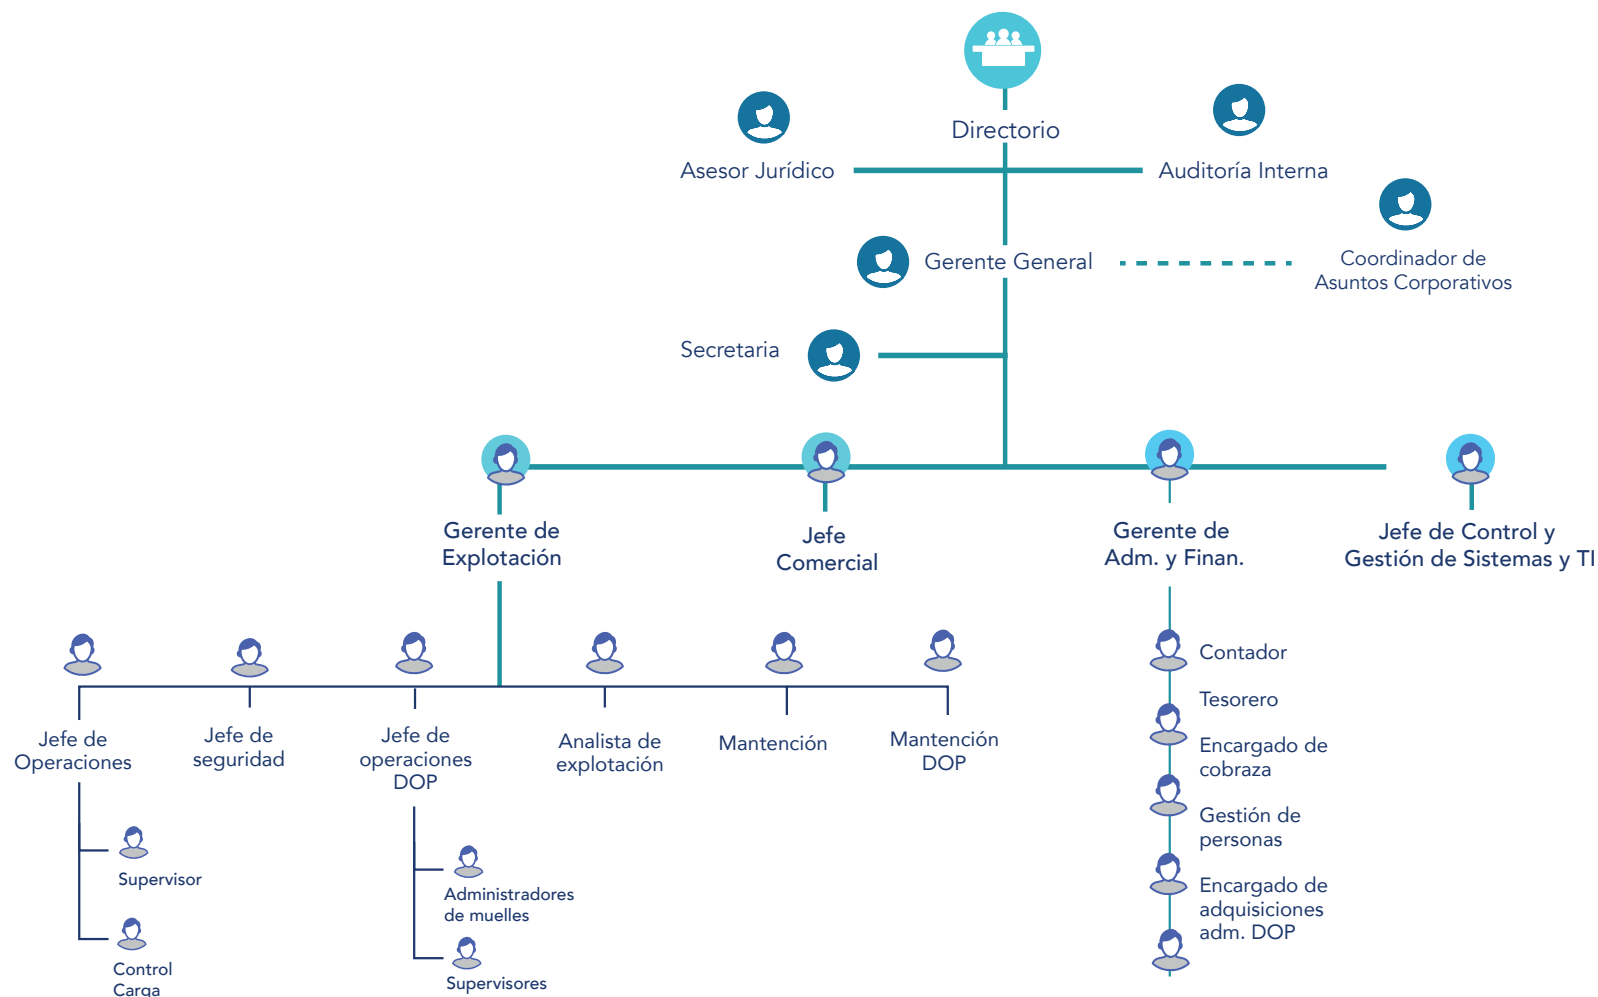 Directorio
Asesor Jurídico
Auditoría Interna
Gerente General
Coordinador de
Asuntos Corporativos
Secretaria
Gerente de
Explotación
Jefe
Comercial
Gerente de
Adm. y Finan.
Jefe de Control y
Gestión de Sistemas y TI
Jefe de
Operaciones
Jefe de
seguridad
Jefe de
operaciones
DOP
Analista de
explotación
Mantención
Mantención
DOP
Supervisor
Control
Carga
Administradores
de muelles
Supervisores
Contador
Tesorero
Encargado de
cobraza
Gestión de
personas
Encargado de
adquisiciones
adm. DOP